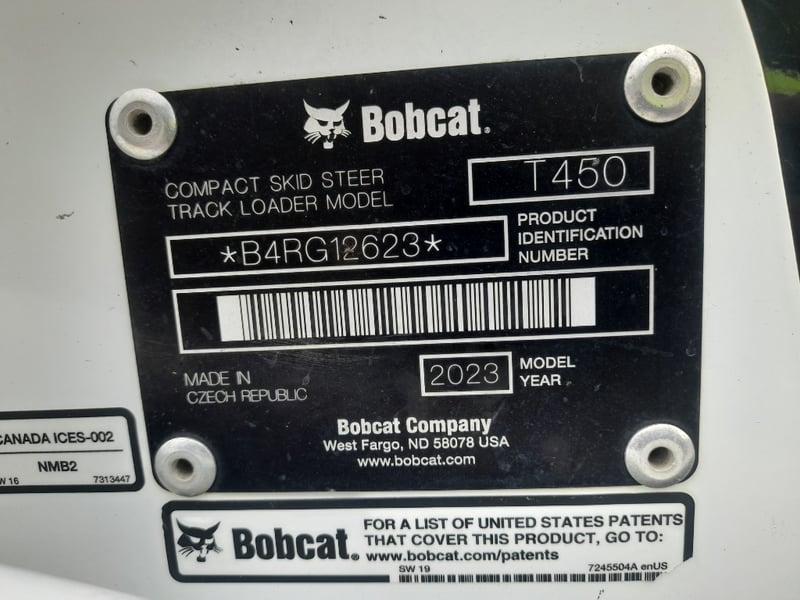 Bobcat.
COMPACT SKID STEER
TRACK LOADER MODEL
T450
*B4RG12623*
PRODUCT
IDENTIFICATION
NUMBER
MADE IN
CZECH REPUBLIC
2023
MODEL
YEAR
Bobcat Company
West Fargo, ND 58078 USA
www.bobcat.com
CANADA ICES-002
NMB2
SW 16
7313447
Bobcat.
FOR A LIST OF UNITED STATES PATENTS
THAT COVER THIS PRODUCT, GO TO:
www.bobcat.com/patents
SW 19
7245504A enUS